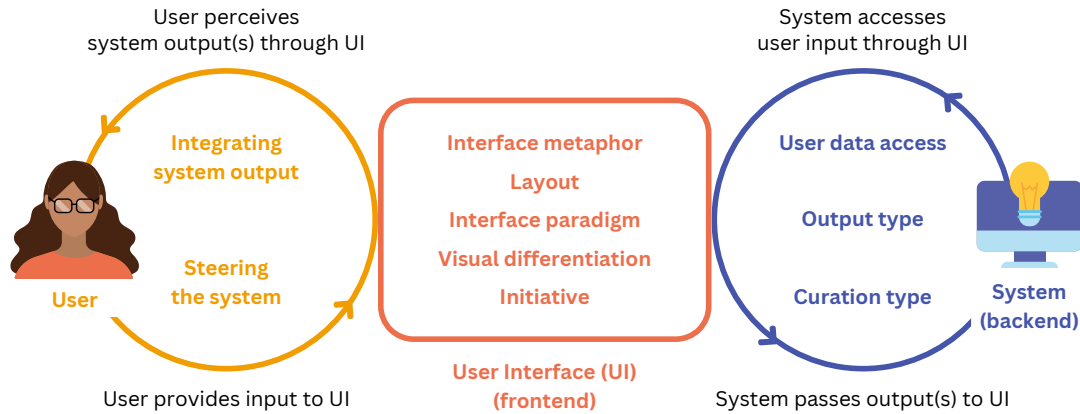 User perceives
system output(s) through UI
Integrating
system output
Steering
the system
User
User provides input to UI
Interface metaphor
Layout
Interface paradigm
Visual differentiation
Initiative
User Interface (UI)
(frontend)
System accesses
user input through UI
User data access
Output type
Curation type
System
(backend)
System passes output(s) to UI